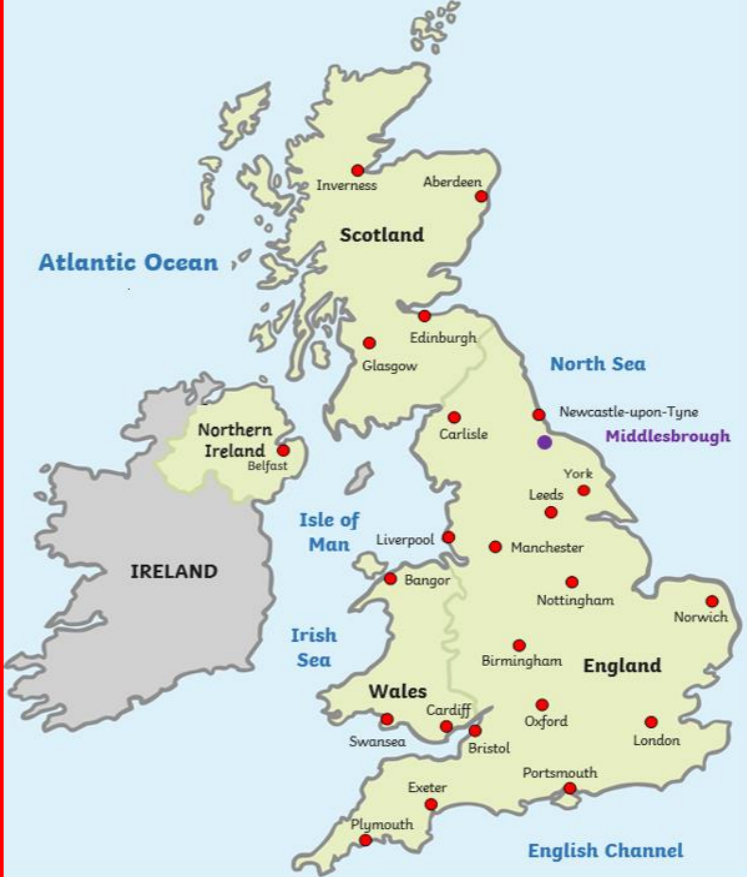 Inverness
Aberdeen
Scotland
Atlantic Ocean
Edinburgh
Glasgow
North Sea
Newcastle-upon-Tyne
Carlisle
Middlesbrough
Northern
Ireland
Belfast
York
Leeds
Isle of
Man
Liverpool
Manchester
IRELAND
Bangor
Nottingham
Norwich
Irish
Sea
Birmingham
England
Wales
Cardiff
Swansea
Bristol
Oxford
London
Portsmouth
Exeter
Plymouth
English Channel